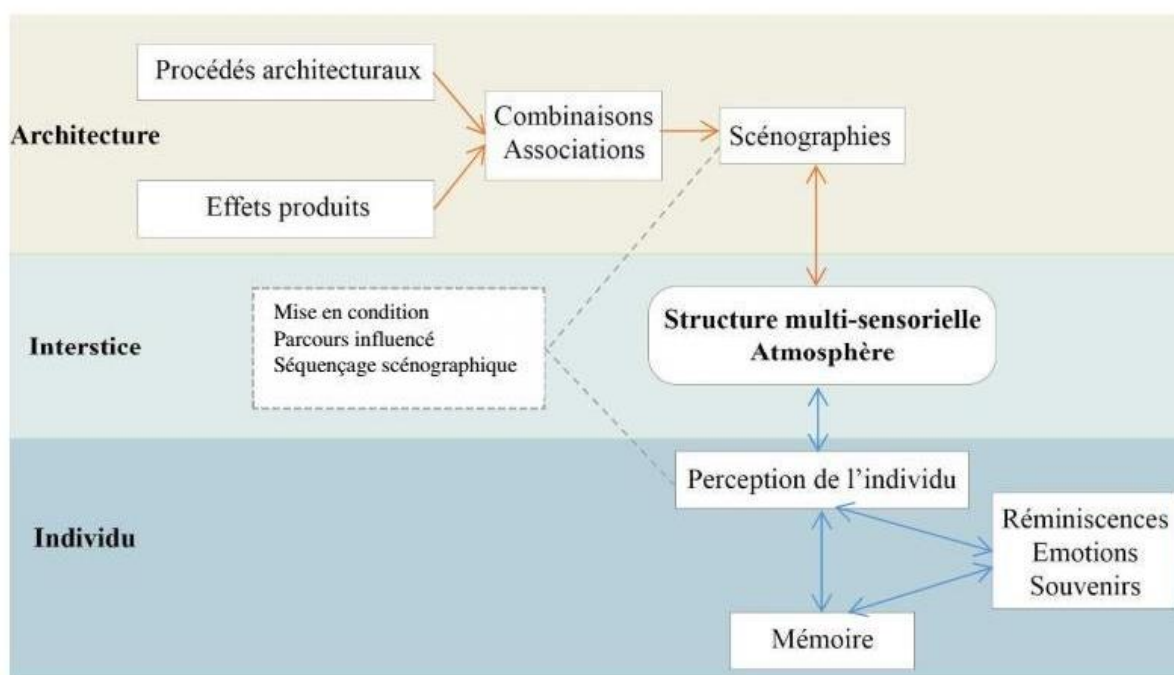 Procédés architecturaux
Architecture
Combinaisons
Associations
Scénographies
Effets produits
Interstice
Mise en condition
Parcours influencé
Séquençage scénographique
Structure multi-sensorielle
Atmosphère
Individu
Perception de l’individu
Réminiscences
Emotions
Souvenirs
Mémoire